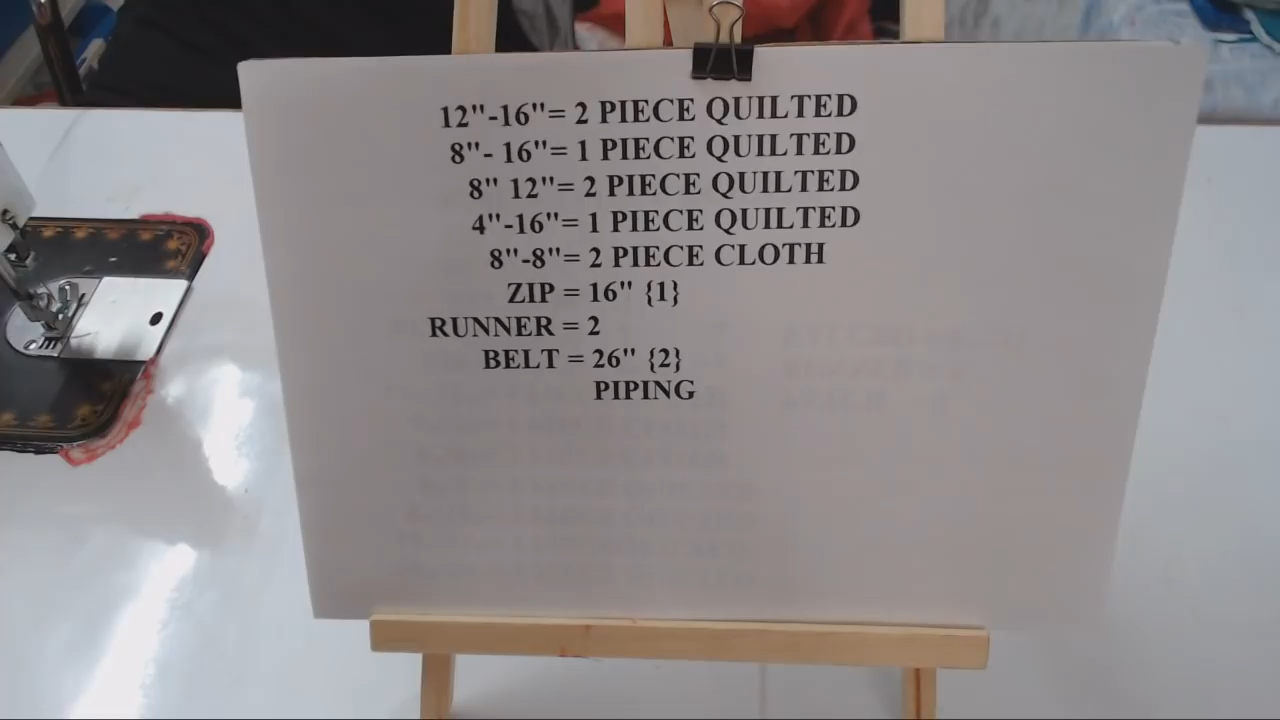 12"-16"= 2 PIECE QUILTED
8"- 16"= 1 PIECE QUILTED
8" 12"= 2 PIECE QUILTED
4"-16"= 1 PIECE QUILTED
8"-8"= 2 PIECE CLOTH
ZIP = 16" {1}
RUNNER = 2
BELT = 26" {2}
PIPING